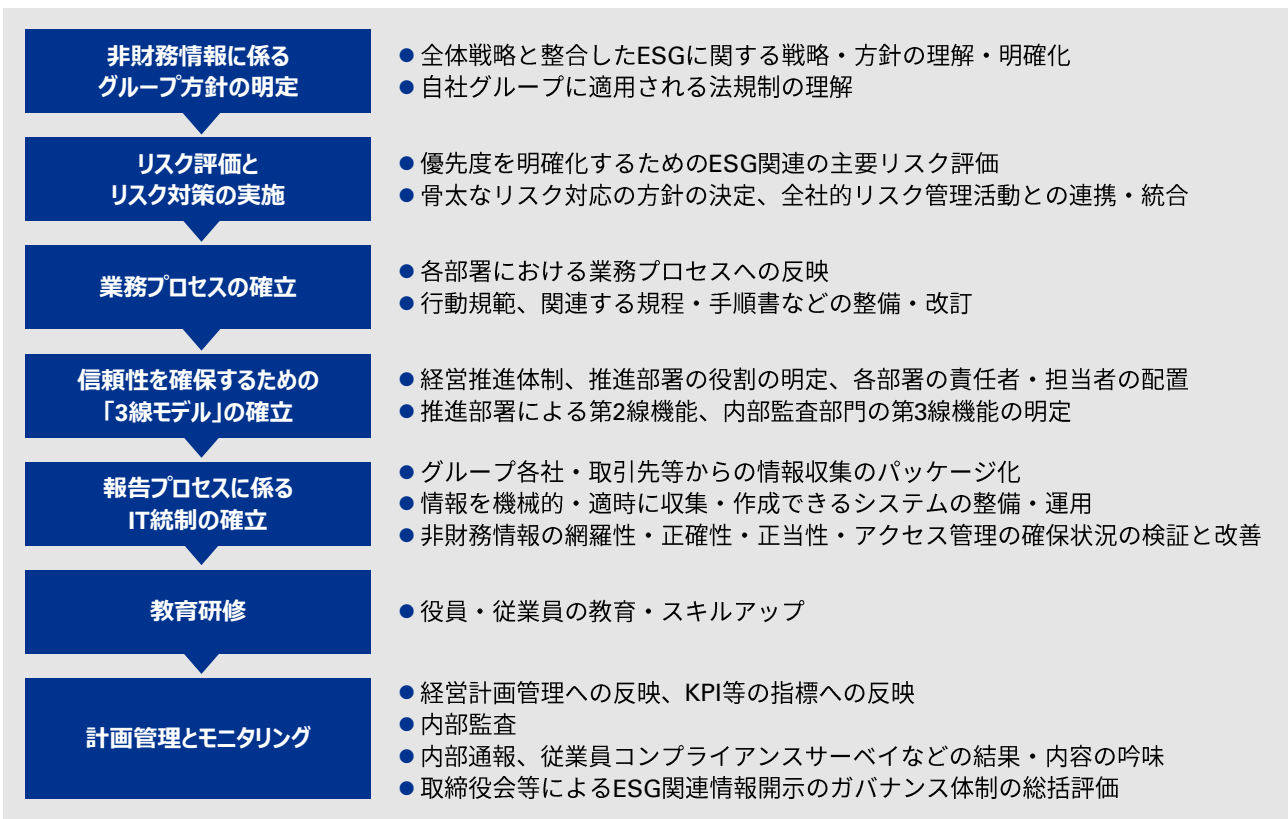 非財務情報に係る
グループ方針の明定
● 全体戦略と整合したESGに関する戦略・方針の理解・明確化
● 自社グループに適用される法規制の理解
リスク評価と
リスク対策の実施
● 優先度を明確化するためのESG関連の主要リスク評価
● 骨太なリスク対応の方針の決定、全社的リスク管理活動との連携・統合
業務プロセスの確立
● 各部署における業務プロセスへの反映
● 行動規範、関連する規程・手順書などの整備・改訂
信頼性を確保するための
「3線モデル」の確立
● 経営推進体制、推進部署の役割の明定、各部署の責任者・担当者の配置
● 推進部署による第2線機能、内部監査部門の第3線機能の明定
報告プロセスに係る
IT統制の確立
● グループ各社・取引先等からの情報収集のパッケージ化
● 情報を機械的・適時に収集・作成できるシステムの整備・運用
● 非財務情報の網羅性・正確性・正当性・アクセス管理の確保状況の検証と改善
教育研修
● 役員・従業員の教育・スキルアップ
計画管理とモニタリング
● 経営計画管理への反映、KPI等の指標への反映
● 内部監査
● 内部通報、従業員コンプライアンスサーベイなどの結果・内容の吟味
● 取締役会等によるESG関連情報開示のガバナンス体制の総括評価